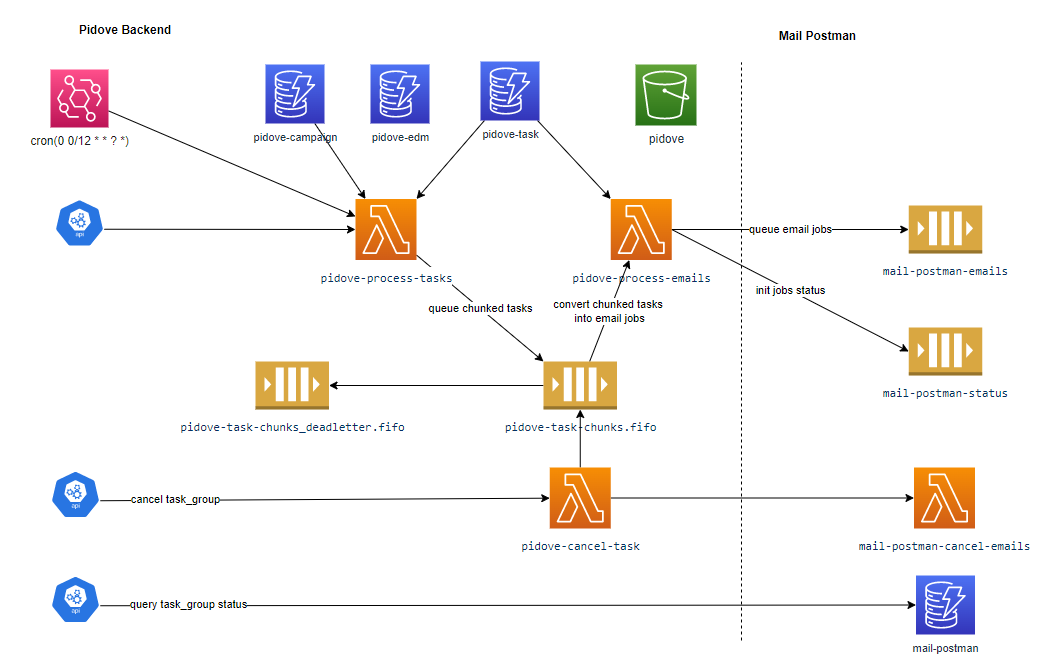 Pidove Backend
Mail Postman
cron(0 0/12 * * ? *)
pidove-campaign
pidove-edm
pidove-task
pidove
api
pidove-process-tasks
pidove-process-emails
queue email jobs
mail-postman-emails
init jobs status
queue chunked tasks
convert chunked tasks
into email jobs
mail-postman-status
pidove-task-chunks_deadletter.fifo
pidove-task-chunks.fifo
api
cancel task_group
pidove-cancel-task
mail-postman-cancel-emails
api
query task_group status
mail-postman